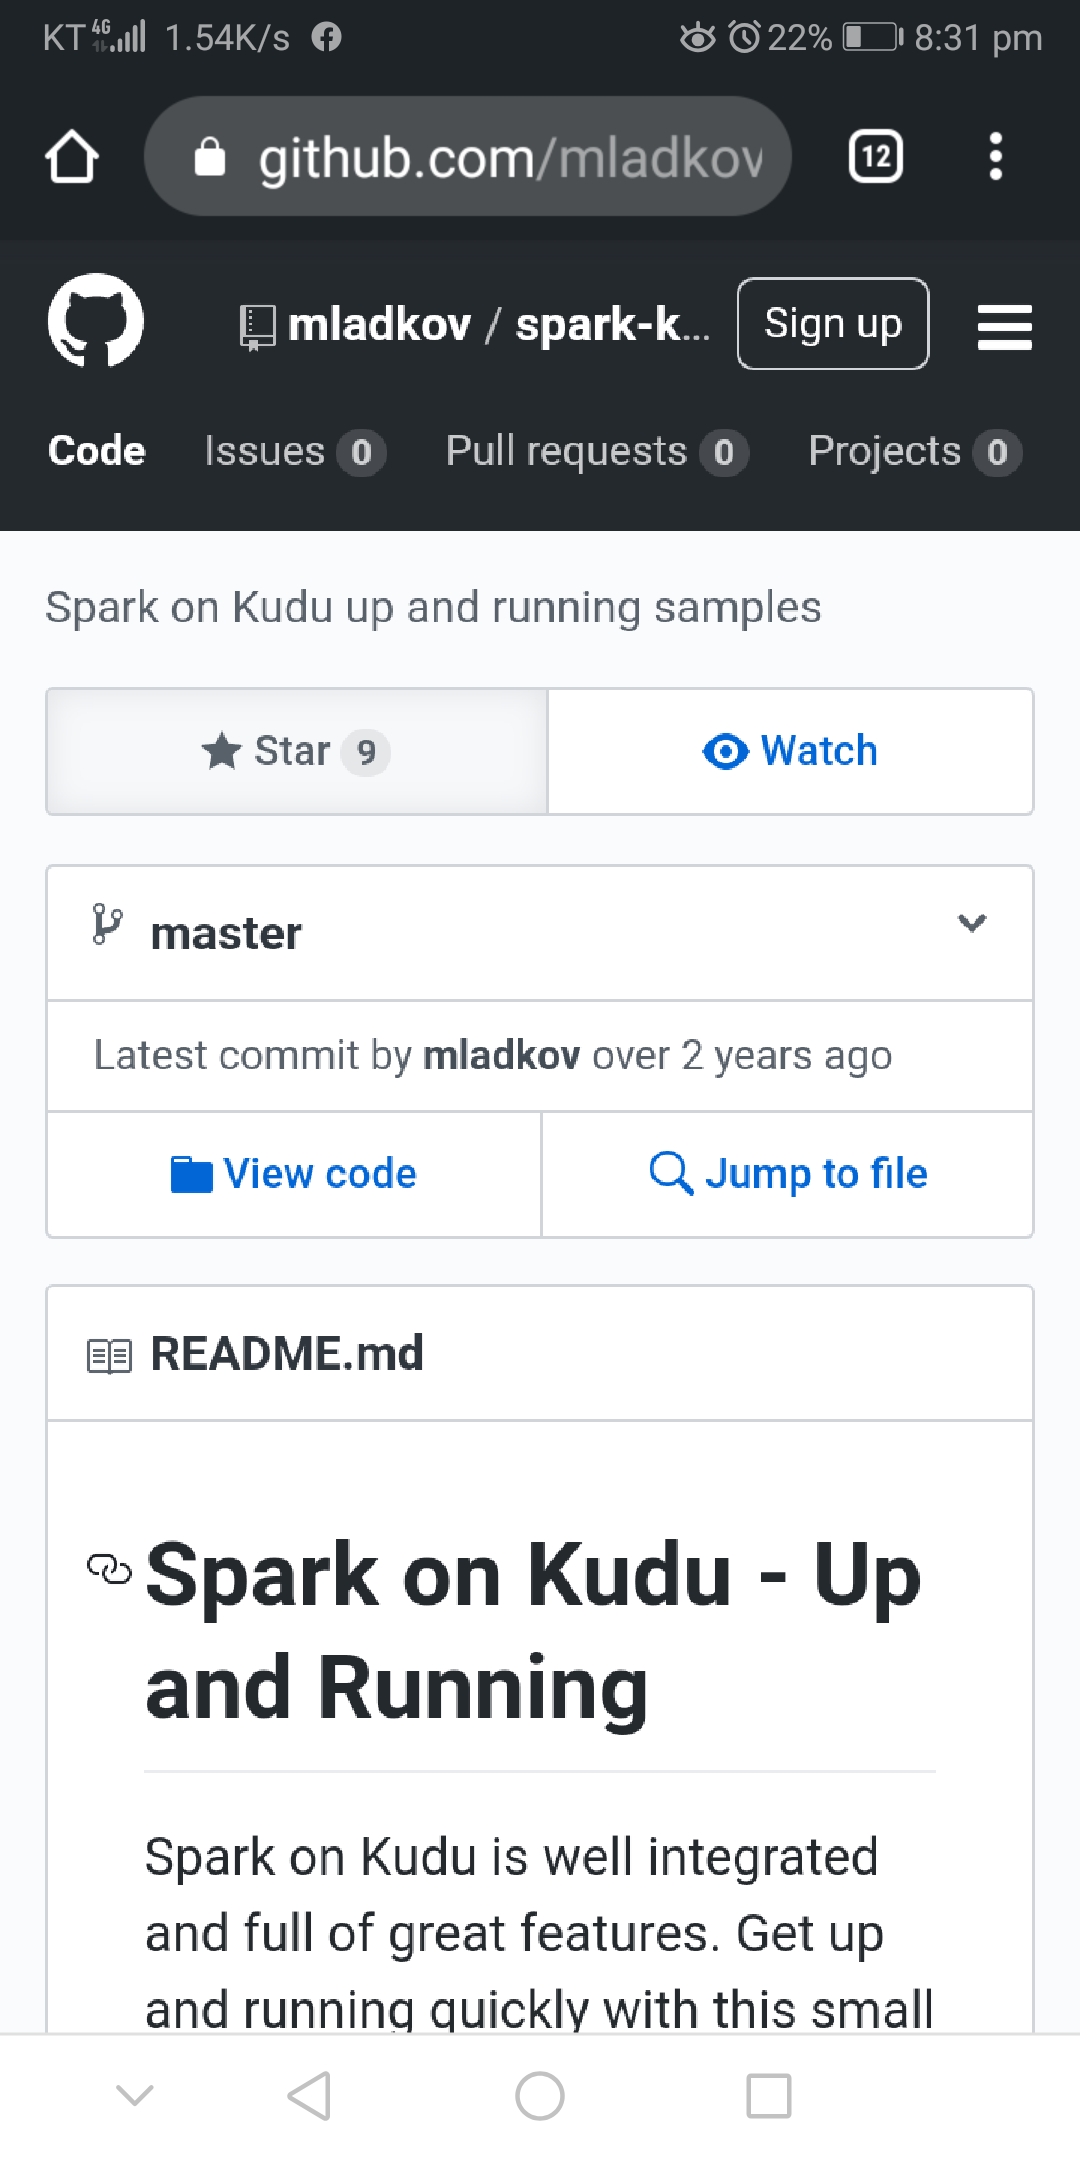 KT 4G 1.54K/s 22% 8:31 pm
github.com/mladkov 12
mladkov / spark-k... Sign up
Code Issues 0 Pull requests 0 Projects 0
Spark on Kudu up and running samples
Star 9 Watch
master
Latest commit by mladkov over 2 years ago
View code Jump to file
README.md
Spark on Kudu - Up
and Running
Spark on Kudu is well integrated
and full of great features. Get up
and running quickly with this small